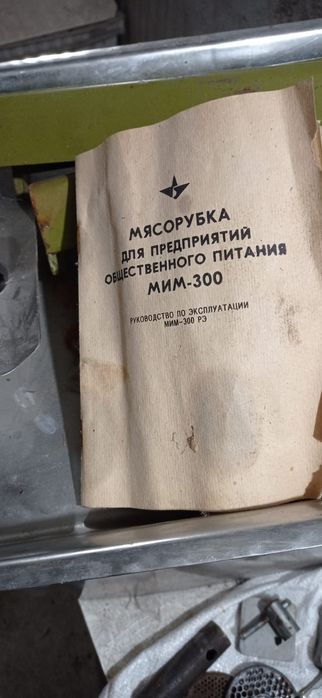 МЯСОРУБКА
ДЛЯ ПРЕДПРИЯТИЙ
ОБЩЕСТВЕННОГО ПИТАНИЯ
МИМ-300
РУКОВОДСТВО ПО ЭКСПЛУАТАЦИИ
МИМ-300 РЭ